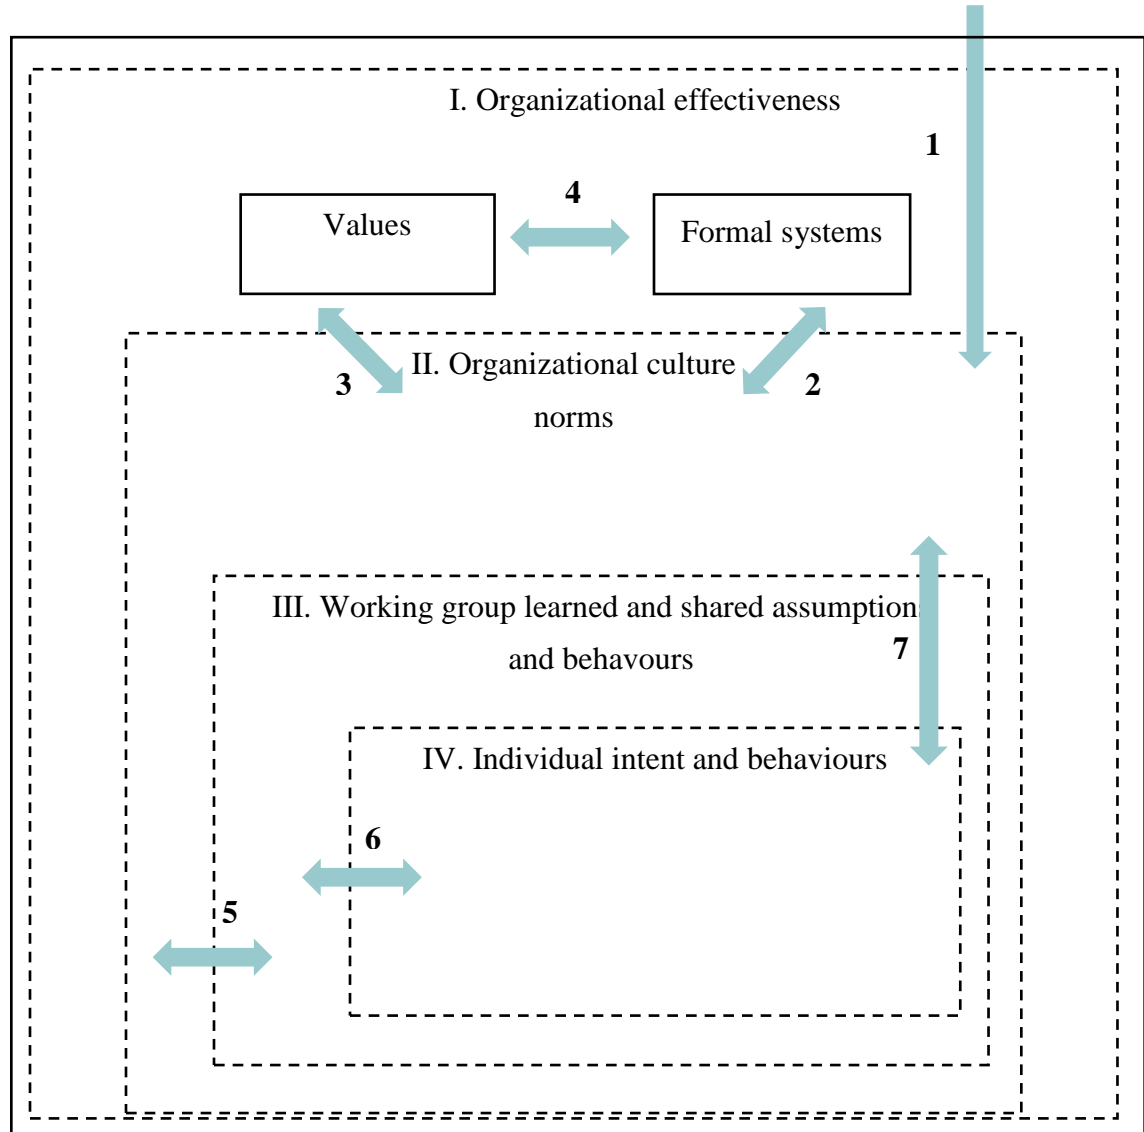 I. Organizational effectiveness
1
4
Values
Formal systems
II. Organizational culture
3
2
norms
III. Working group learned and shared assumption
7
and behavours
IV. Individual intent and behaviours
6
5